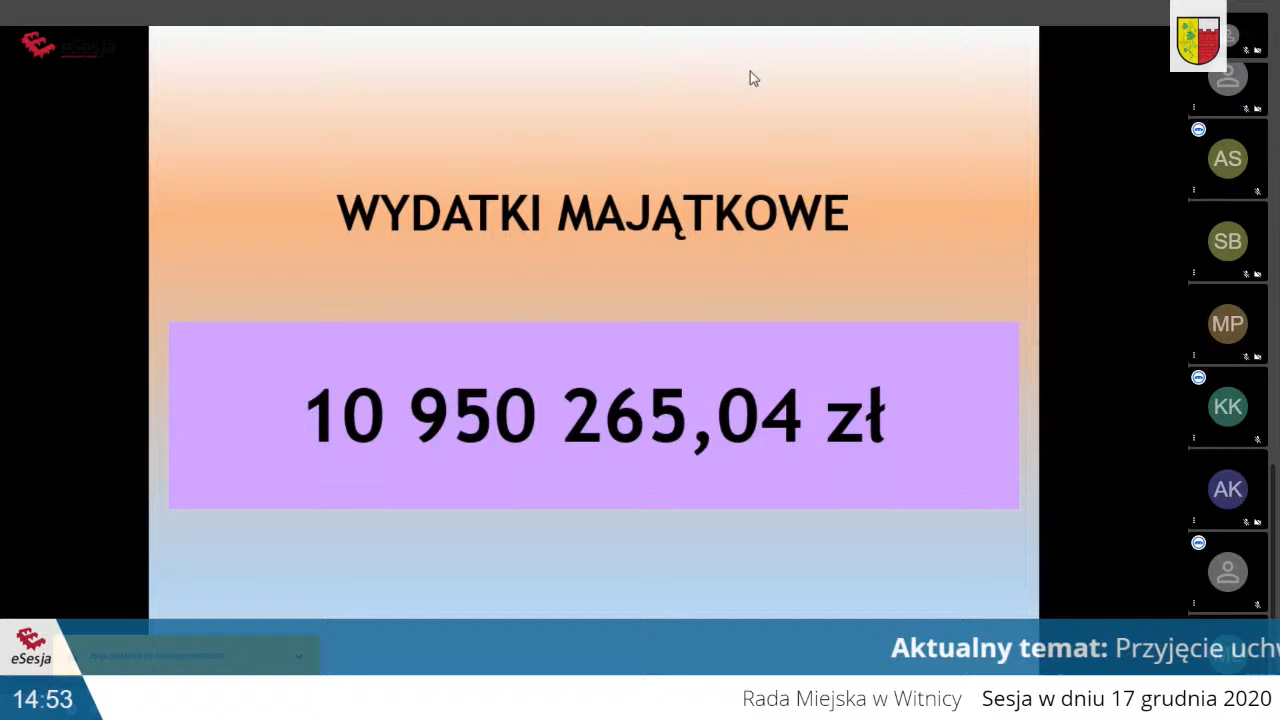 eSesja
WYDATKI MAJĄTKOWE
10 950 265,04 zł
AS
SB
MP
KK
AK
eSesja
Aktualny temat: Przyjęcie
14:53
Rada Miejska w Witnicy
Sesja w dniu 17 grudnia 2020